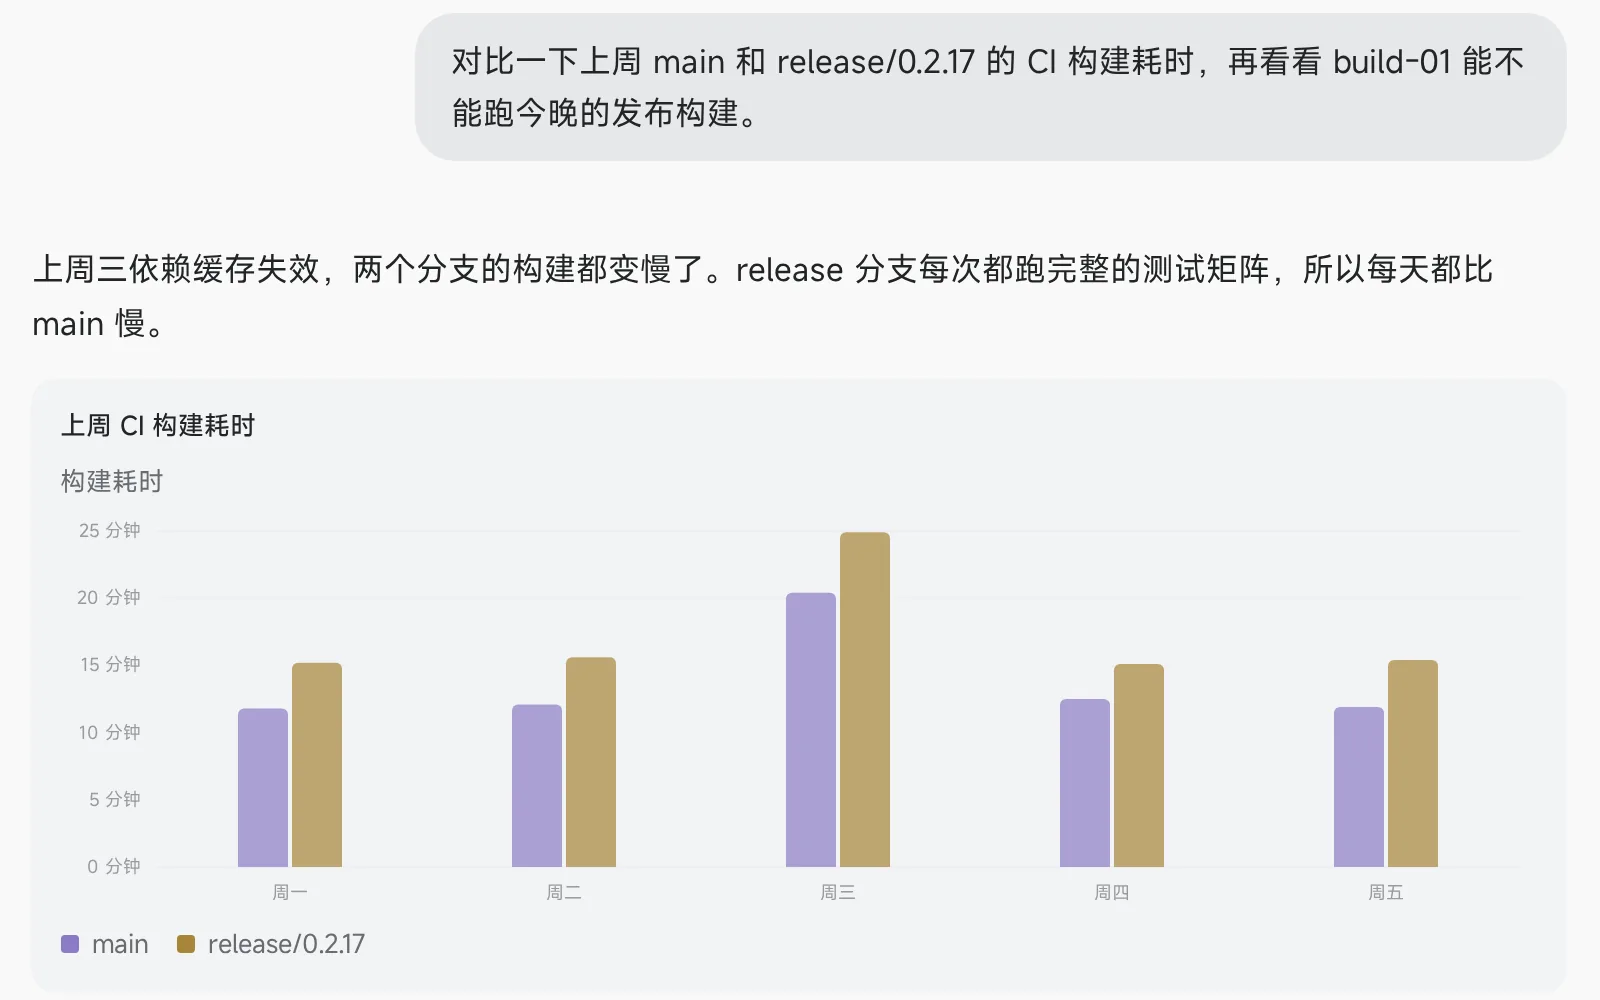 对比一下上周 main 和 release/0.2.17 的 CI 构建耗时，再看看 build-01 能不
能跑今晚的发布构建。
上周三依赖缓存失效，两个分支的构建都变慢了。release 分支每次都跑完整的测试矩阵，所以每天都比
main 慢。
上周 CI 构建耗时
构建耗时
25 分钟
20 分钟
15 分钟
10 分钟
5 分钟
0 分钟
周一 周二 周三 周四 周五
main release/0.2.17